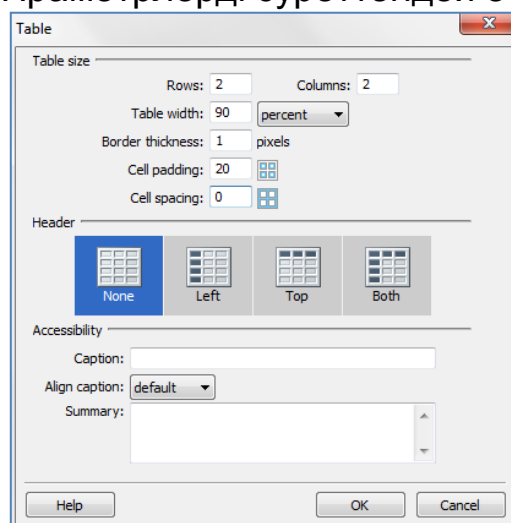 Table
Table size
Rows: 2 Columns: 2
Table width: 90 percent
Border thickness: 1 pixels
Cell padding: 20
Cell spacing: 0
Header
None Left Top Both
Accessibility
Caption:
Align caption: default
Summary:
Help OK Cancel